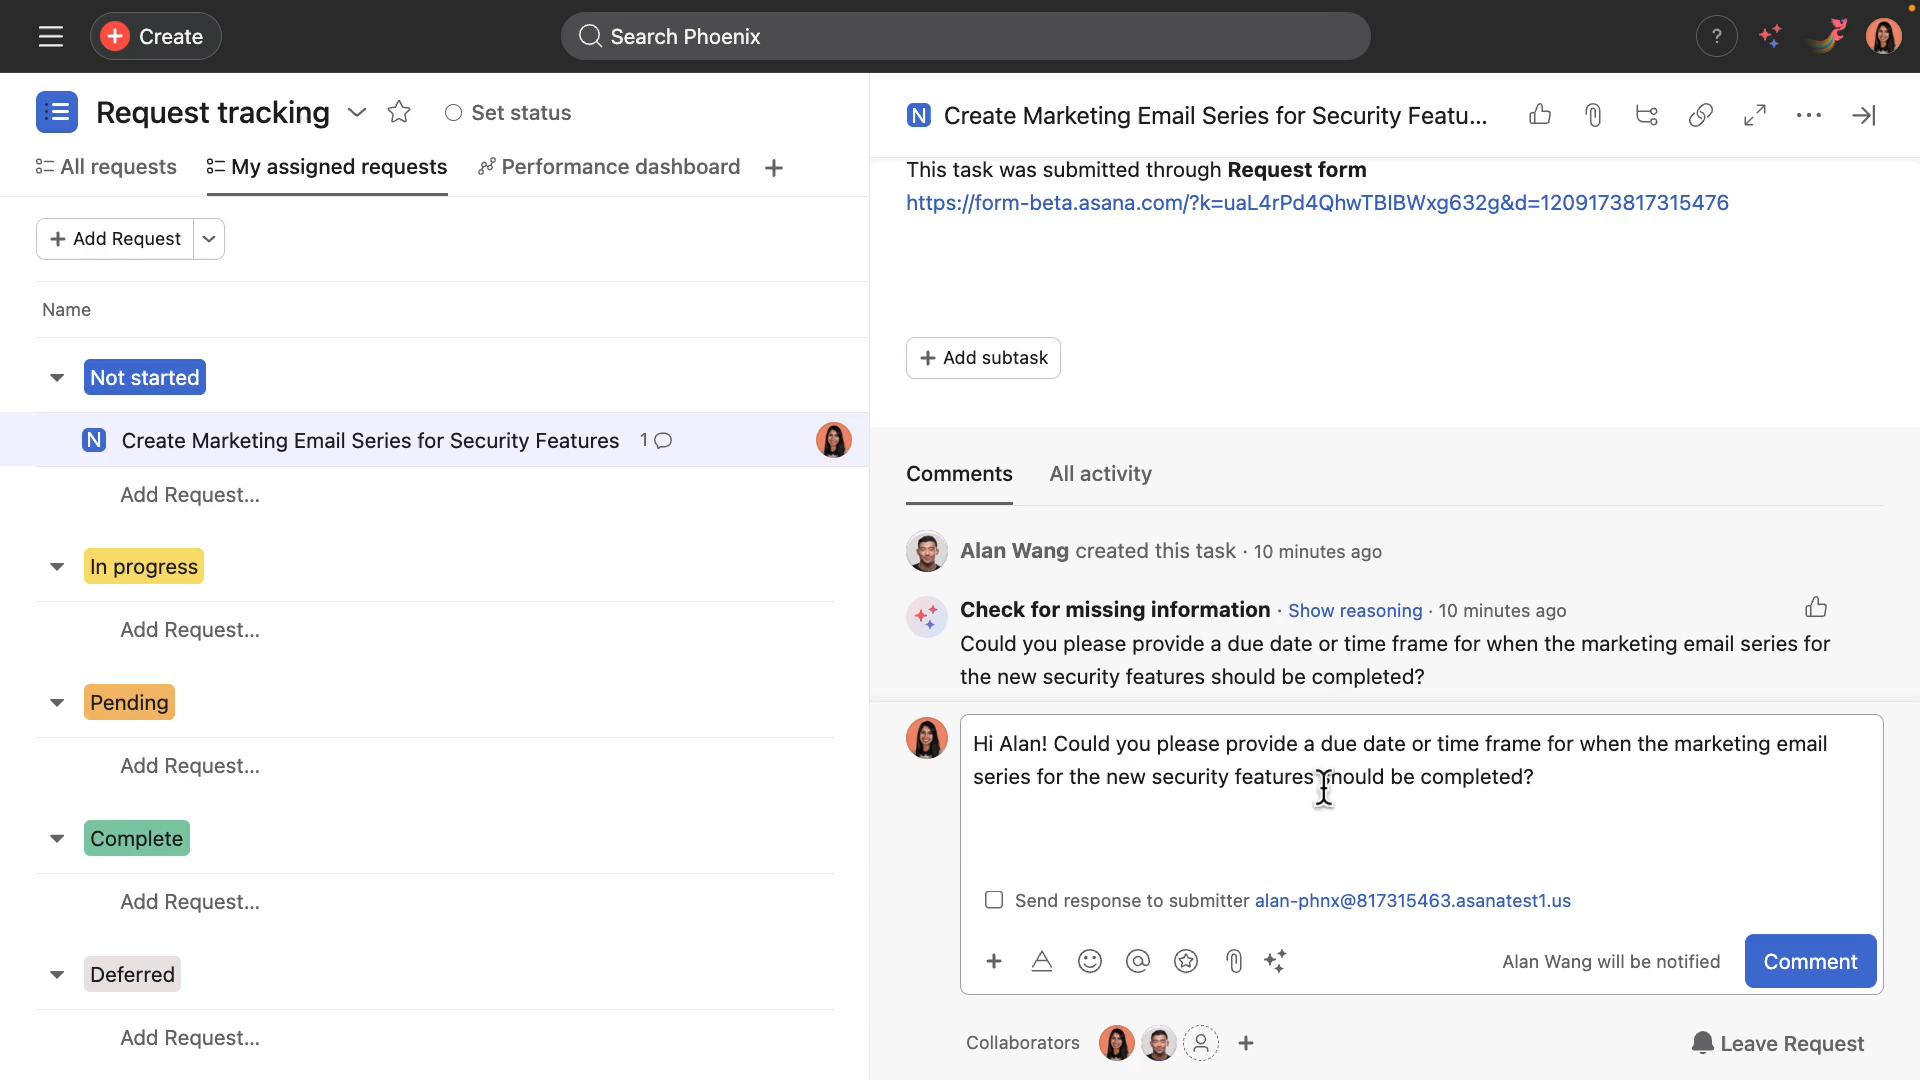 Create
Search Phoenix
?
Request tracking
Set status
All requests
My assigned requests
Performance dashboard
Add Request
Name
Not started
N Create Marketing Email Series for Security Features 1
Add Request...
In progress
Add Request...
Pending
Add Request...
Complete
Add Request...
Deferred
Add Request...
N Create Marketing Email Series for Security Featu...
This task was submitted through Request form
https://form-beta.asana.com/?k=uaL4rPd4QhwTBIBWxg632g&d=1209173817315476
Add subtask
Comments
All activity
Alan Wang created this task · 10 minutes ago
Check for missing information · Show reasoning · 10 minutes ago
Could you please provide a due date or time frame for when the marketing email series for
the new security features should be completed?
Hi Alan! Could you please provide a due date or time frame for when the marketing email
series for the new security features should be completed?
Send response to submitter alan-phnx@817315463.asanatest1.us
Alan Wang will be notified
Comment
Collaborators
Leave Request